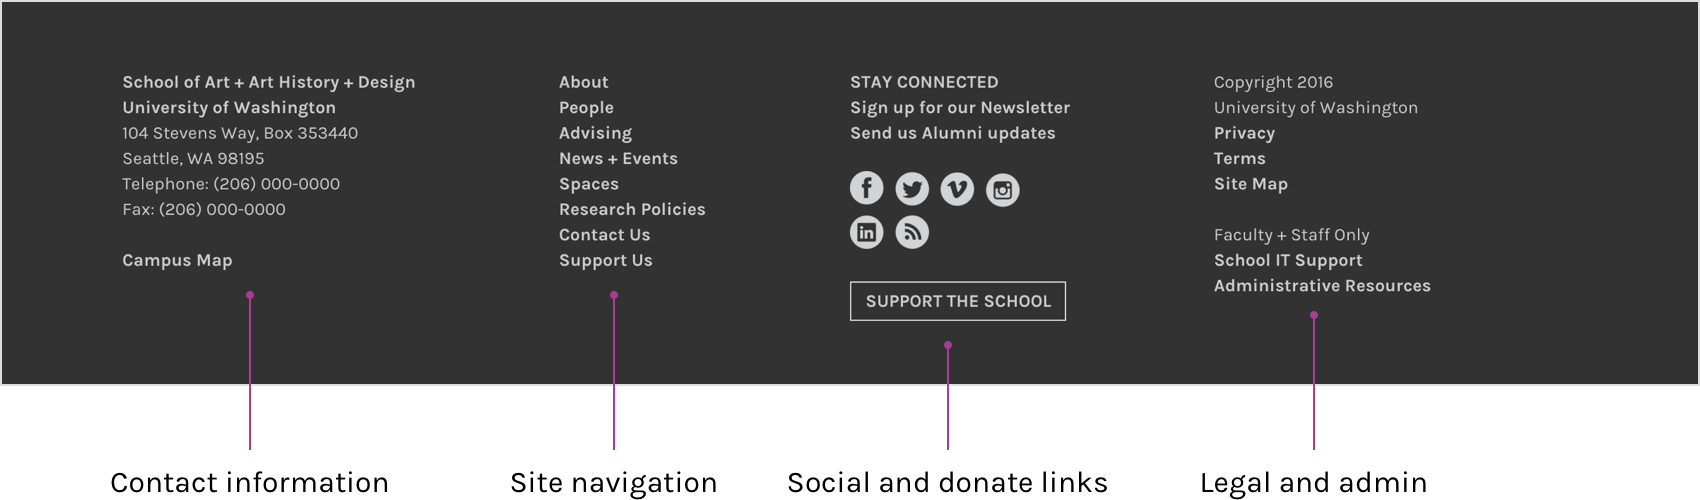 School of Art + Art History + Design
University of Washington
104 Stevens Way, Box 353440
Seattle, WA 98195
Telephone: (206) 000-0000
Fax: (206) 000-0000
Campus Map
About
People
Advising
News + Events
Spaces
Research Policies
Contact Us
Support Us
STAY CONNECTED
Sign up for our Newsletter
Send us Alumni updates
SUPPORT THE SCHOOL
Copyright 2016
University of Washington
Privacy
Terms
Site Map
Faculty + Staff Only
School IT Support
Administrative Resources
Contact information
Site navigation
Social and donate links
Legal and admin